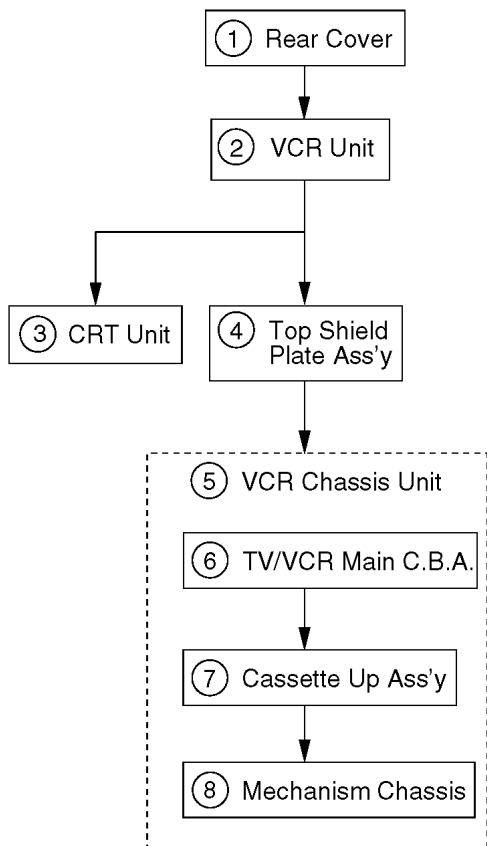 1 Rear Cover
2 VCR Unit
3 CRT Unit
4 Top Shield
Plate Ass'y
5 VCR Chassis Unit
6 TV/VCR Main C.B.A.
7 Cassette Up Ass'y
8 Mechanism Chassis